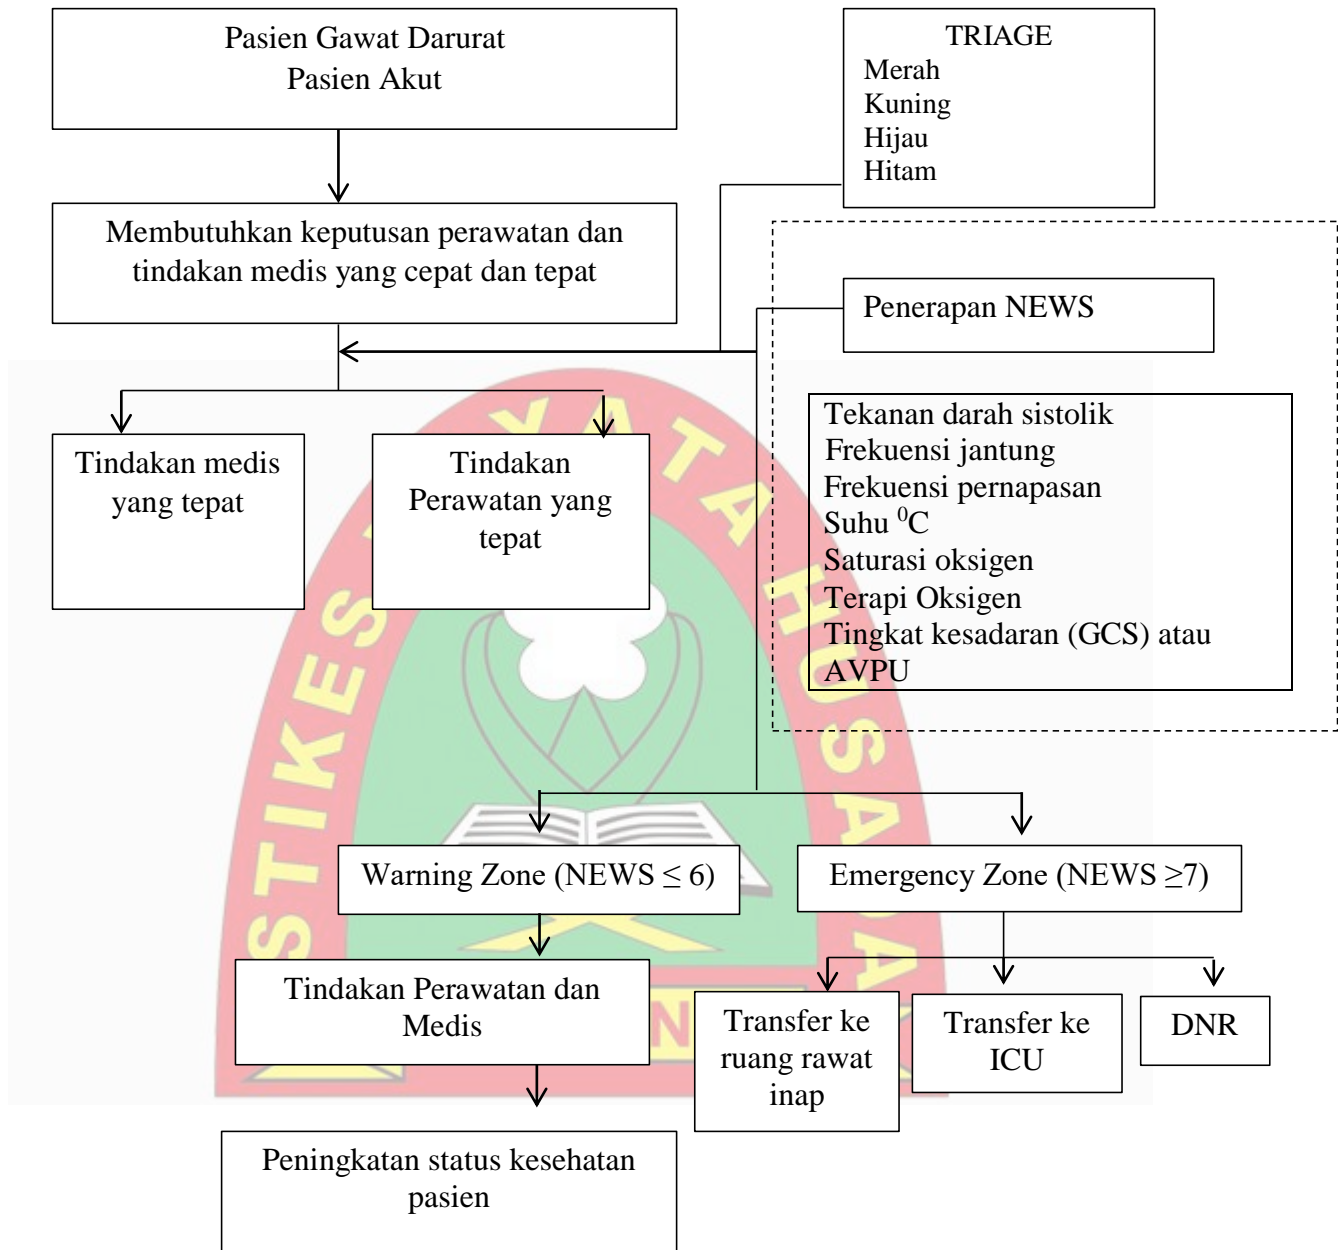 Pasien Gawat Darurat
Pasien Akut
TRIAGE
Merah
Kuning
Hijau
Hitam
Membutuhkan keputusan perawatan dan
tindakan medis yang cepat dan tepat
Penerapan NEWS
Tindakan medis
yang tepat
Tindakan
Perawatan yang
tepat
Tekanan darah sistolik
Frekuensi jantung
Frekuensi pernapasan
Suhu ⁰C
Saturasi oksigen
Terapi Oksigen
Tingkat kesadaran (GCS) atau
AVPU
Warning Zone (NEWS ≤ 6)
Emergency Zone (NEWS ≥7)
Tindakan Perawatan dan
Medis
Transfer ke
ruang rawat
inap
Transfer ke
ICU
DNR
Peningkatan status kesehatan
pasien
STIKES